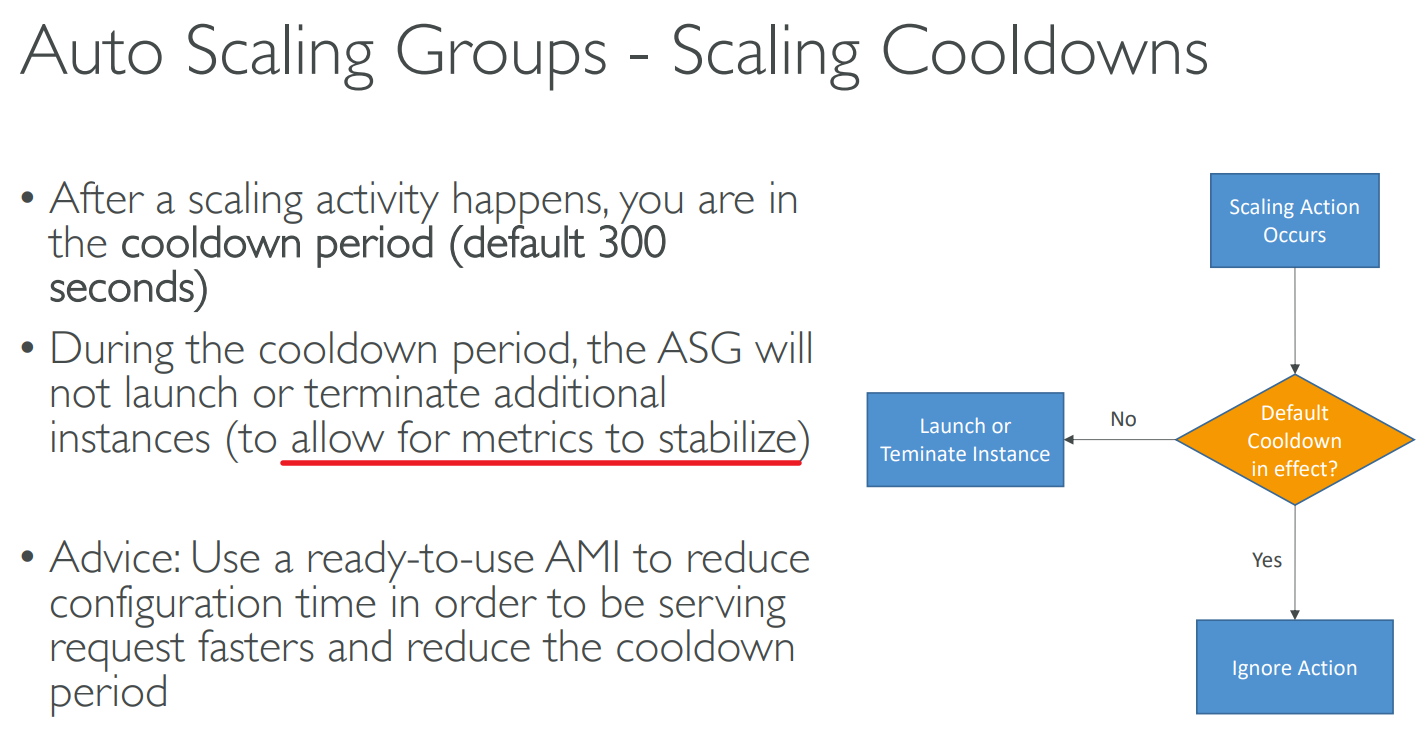 Auto Scaling Groups - Scaling Cooldowns
• After a scaling activity happens, you are in
the cooldown period (default 300
seconds)
• During the cooldown period, the ASG will
not launch or terminate additional
instances (to allow for metrics to stabilize)
• Advice: Use a ready-to-use AMI to reduce
configuration time in order to be serving
request fasters and reduce the cooldown
period
Scaling Action
Occurs
Default
Cooldown
in effect?
No
Launch or
Teminate Instance
Yes
Ignore Action